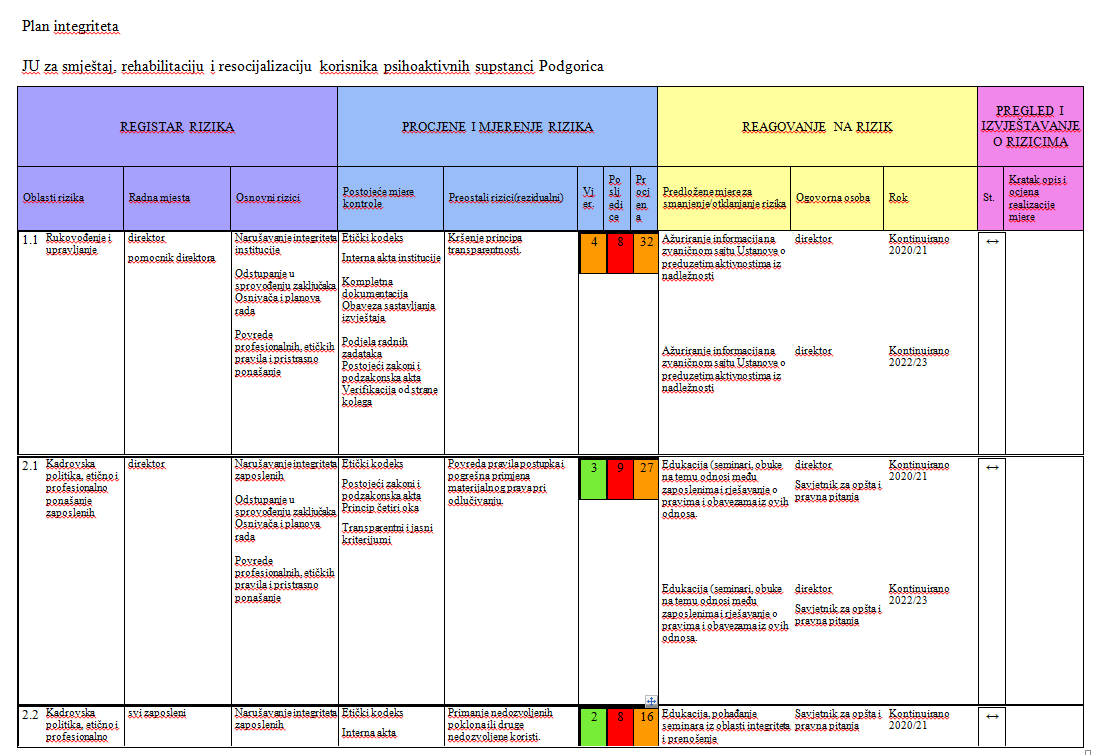 Plan integriteta
JU za smještaj, rehabilitaciju i resocijalizaciju korisnika psihoaktivnih supstanci Podgorica
REGISTAR RIZIKA
PROCJENE I MJERENJE RIZIKA
REAGOVANJE NA RIZIK
PREGLED I
IZVJEŠTAVANJE
O RIZICIMA
Oblasti rizika
Radna mjesta
Osnovni rizici
Postojeće mjere
kontrole
Preostali rizici(rezidualni)
Vj
er.
Po
slj
edi
ce
Pr
ocj
en
a
Predložene mjere za
smanjenje/otklanjanje rizika
Ogovorna osoba
Rok
St.
Kratak opis i
ocjena
realizacije
mjere
1.1
Rukovođenje i
upravljanje
direktor
pomocnik direktora
Narušavanje integriteta
institucije
Odstupanje u
sprovođenju zaključaka
Osnivača i planova
rada
Povrede
profesionalnih, etičkih
pravila i pristrasno
ponašanje
Etički kodeks
Interna akta institucije
Kompletna
dokumentacija
Obaveza sastavljanja
izvještaja
Podjela radnih
zadataka
Postojeći zakoni i
podzakonska akta
Verifikacija od strane
kolega
Kršenje principa
transparentnosti.
4
8
32
Ažuriranje informacija na
zvaničnom sajtu Ustanove o
preduzetim aktivnostima iz
nadležnosti
direktor
Kontinuirano
2020/21
↔
Ažuriranje informacija na
zvaničnom sajtu Ustanove o
preduzetim aktivnostima iz
nadležnosti
direktor
Kontinuirano
2022/23
2.1
Kadrovska
politika, etično i
profesionalno
ponašanje
zaposlenih
direktor
Narušavanje integriteta
zaposlenih
Odstupanje u
sprovođenju zaključaka
Osnivača i planova
rada
Povrede
profesionalnih, etičkih
pravila i pristrasno
ponašanje
Etički kodeks
Postojeći zakoni i
podzakonska akta
Princip četiri oka
Transparentni i jasni
kriterijumi
Povreda pravila postupka i
pogrešna primjena
materijalnog prava pri
odlučivanju.
3
9
27
Edukacija (seminari, obuke
na temu odnosi među
zaposlenima i rješavanje o
pravima i obavezama iz ovih
odnosa.
direktor
Savjetnik za opšta i
pravna pitanja
Kontinuirano
2020/21
↔
Edukacija (seminari, obuke
na temu odnosi među
zaposlenima i rješavanje o
pravima i obavezama iz ovih
odnosa.
direktor
Savjetnik za opšta i
pravna pitanja
Kontinuirano
2022/23
2.2
Kadrovska
politika, etično i
profesionalno
svi zaposleni
Narušavanje integriteta
zaposlenih
Etički kodeks
Interna akta
Primanje nedozvoljenih
poklona ili druge
nedozvoljene koristi.
2
8
16
Edukacija, pohađanje
seminara iz oblasti integriteta
i prenošenje
Savjetnik za opšta i
pravna pitanja
Kontinuirano
2020/21
↔